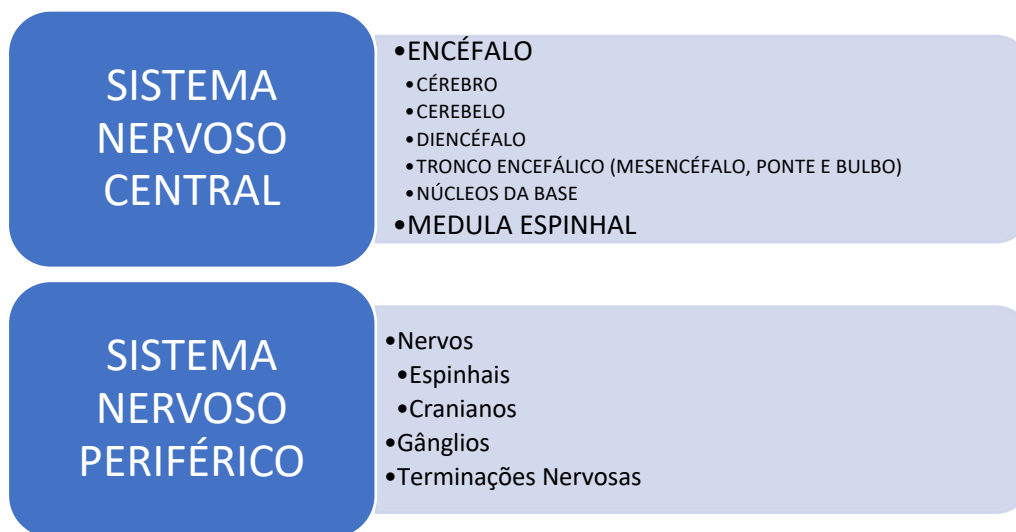 SISTEMA
NERVOSO
CENTRAL
•ENCÉFALO
•CÉREBRO
•CEREBELO
•DIENCÉFALO
•TRONCO ENCEFÁLICO (MESENCÉFALO, PONTE E BULBO)
•NÚCLEOS DA BASE
•MEDULA ESPINHAL
SISTEMA
NERVOSO
PERIFÉRICO
•Nervos
•Espinhais
•Cranianos
•Gânglios
•Terminações Nervosas